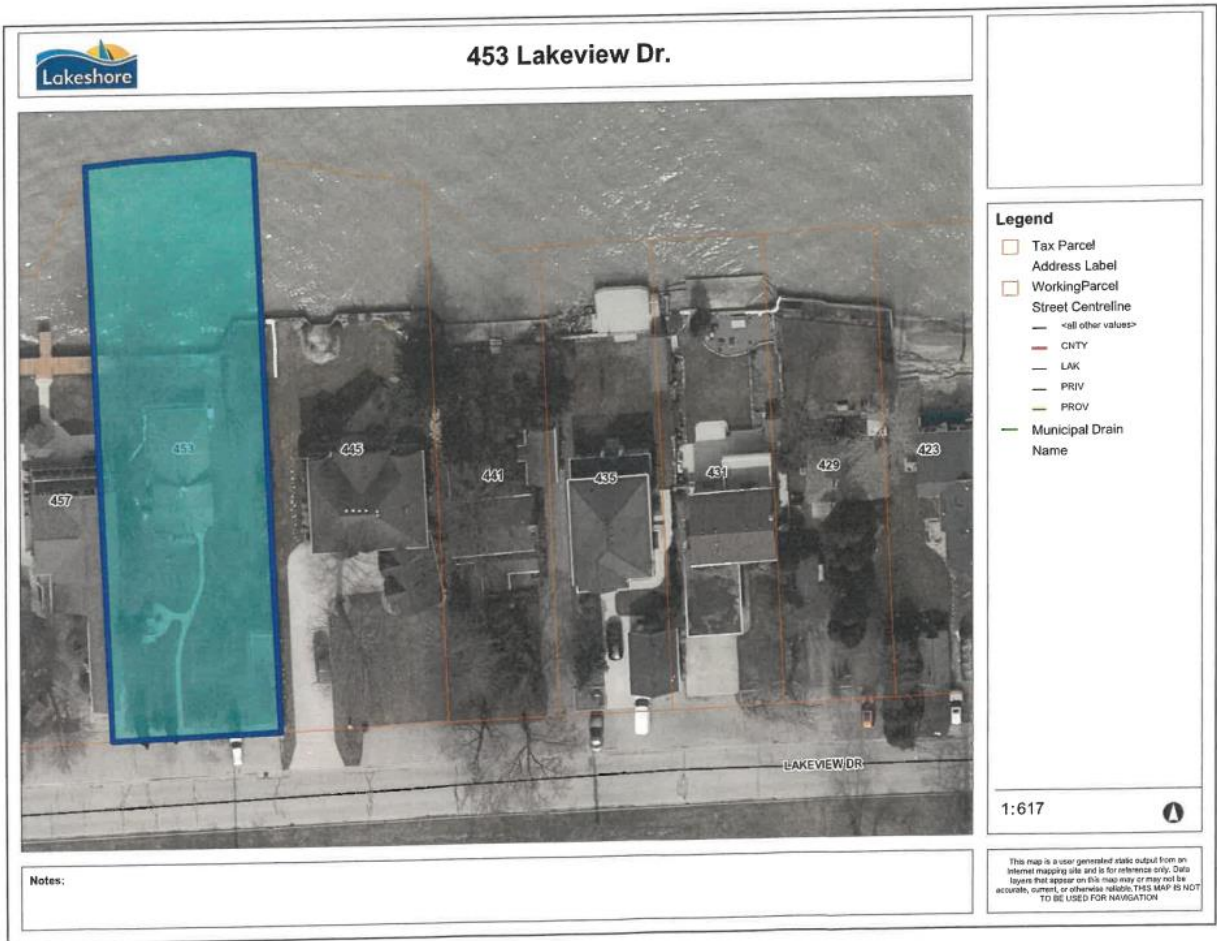 Lakeshore
453 Lakeview Dr.
Legend
Tax Parcel
Address Label
WorkingParcel
Street Centreline
<all other values>
CNTY
LAK
PRIV
PROV
Municipal Drain
Name
453
445
441
435
431
429
423
457
LAKEVIEW DR
1:617
Notes:
This map is a user generated static output from an
Internet mapping site and is for reference only. Data
layers that appear on this map may or may not be
accurate, current, or otherwise reliable. THIS MAP IS NOT
TO BE USED FOR NAVIGATION